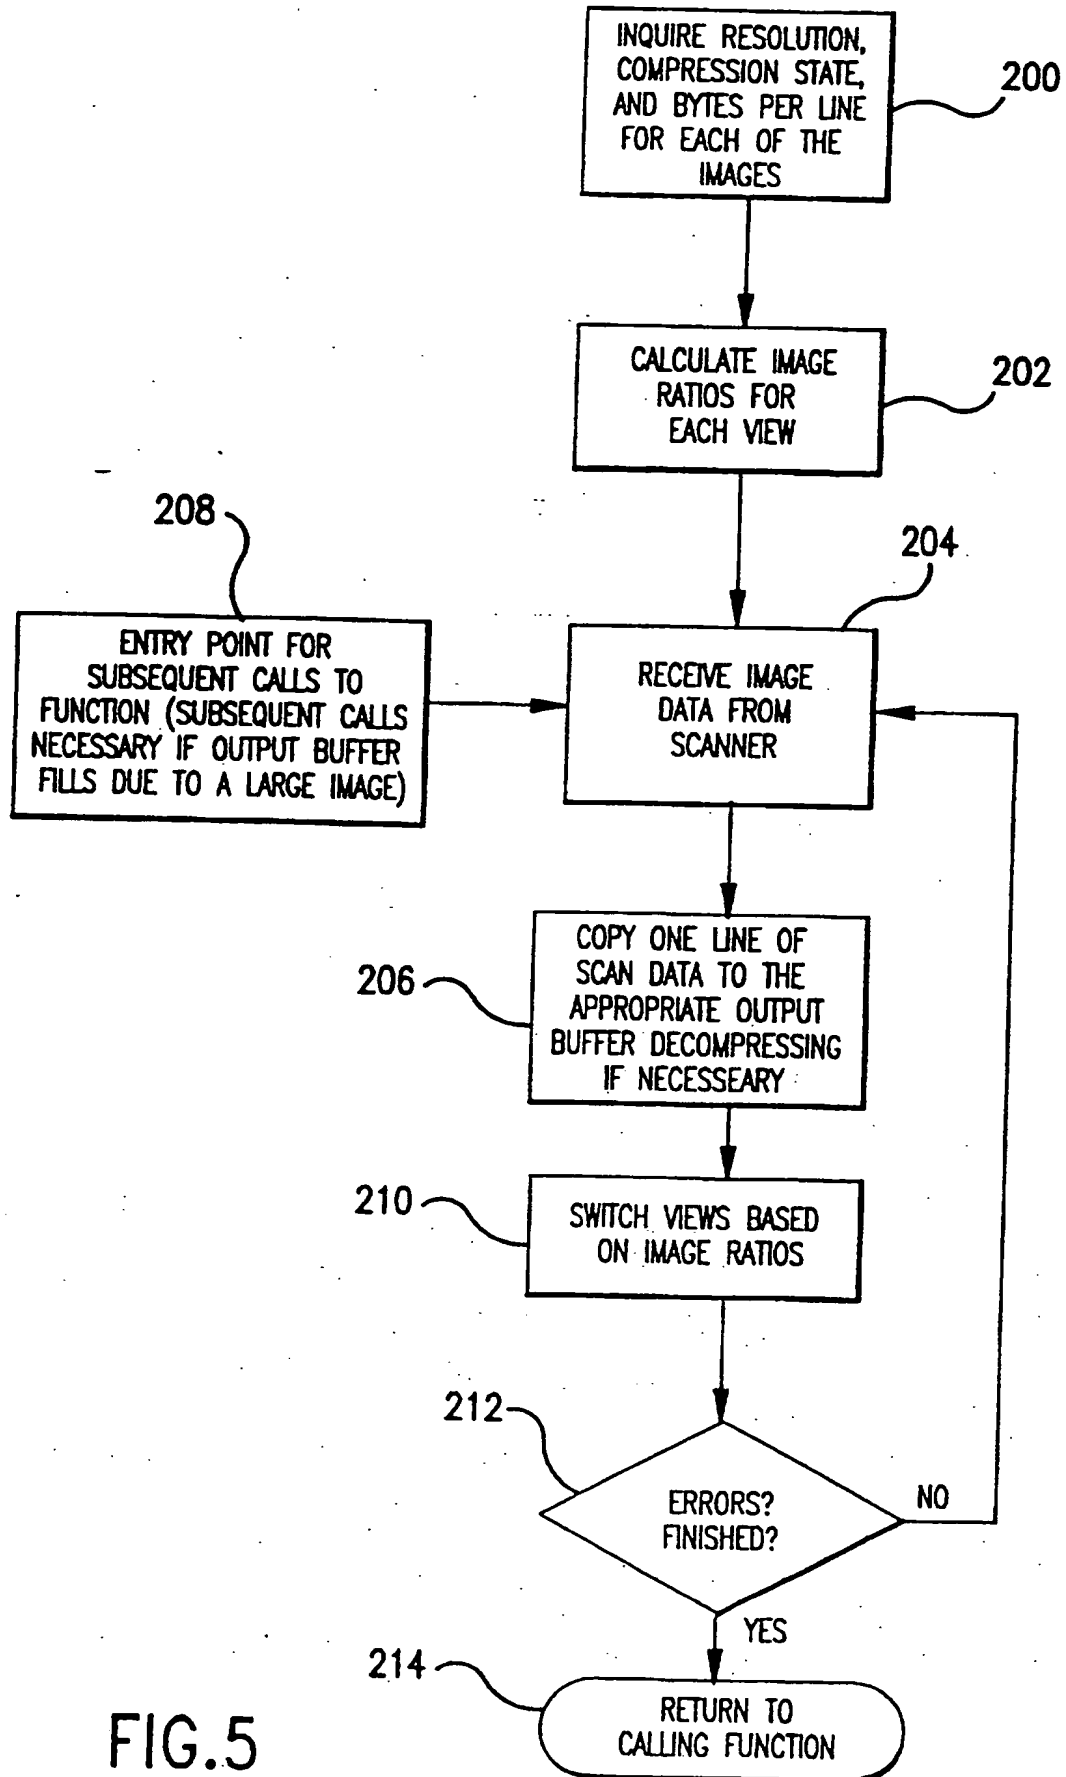 INQUIRE RESOLUTION,
COMPRESSION STATE,
AND BYTES PER LINE
FOR EACH OF THE
IMAGES
200
CALCULATE IMAGE
RATIOS FOR
EACH VIEW
202
208
204
ENTRY POINT FOR
SUBSEQUENT CALLS TO
FUNCTION (SUBSEQUENT CALLS
NECESSARY IF OUTPUT BUFFER
FILLS DUE TO A LARGE IMAGE)
RECEIVE IMAGE
DATA FROM
SCANNER
206
COPY ONE LINE OF
SCAN DATA TO THE
APPROPRIATE OUTPUT
BUFFER DECOMPRESSING
IF NECESSEARY
210
SWITCH VIEWS BASED
ON IMAGE RATIOS
212
ERRORS?
FINISHED?
NO
YES
214
RETURN TO
CALLING FUNCTION
FIG.5